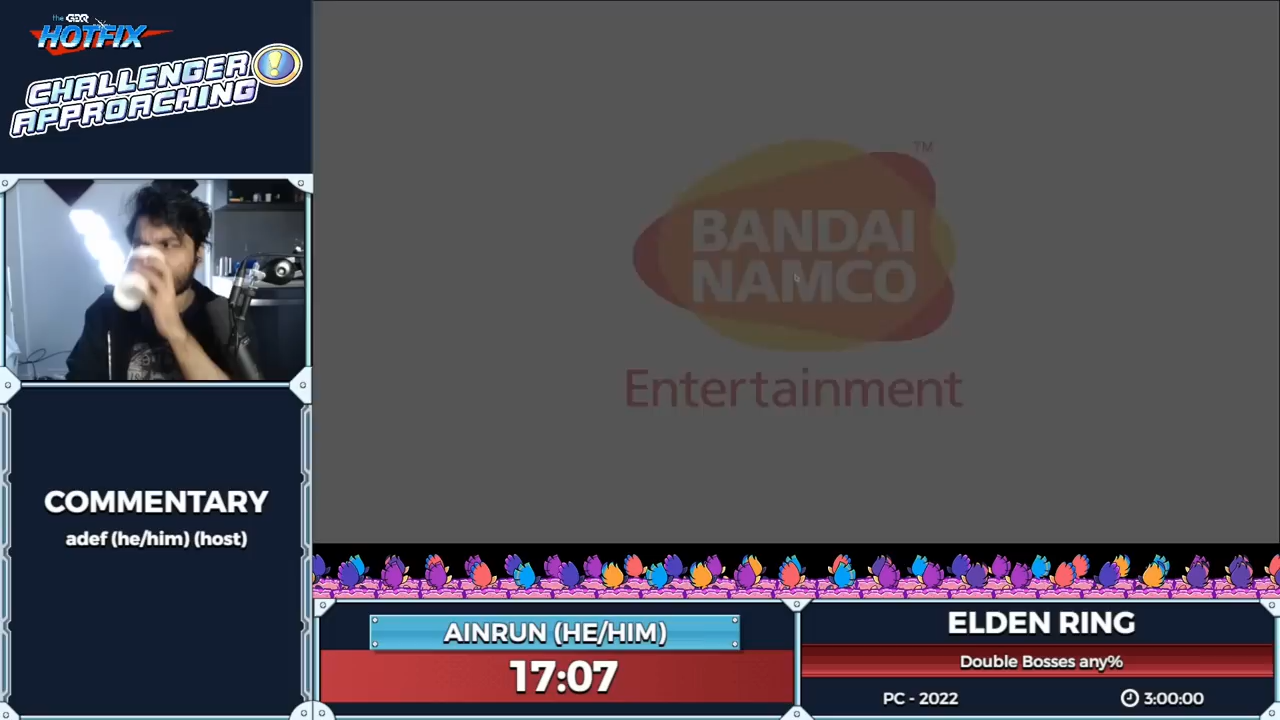 the GDQ
HOTFIX
CHALLENGER
APPROACHING
BANDAI
NAMCO
TM
Entertainment
COMMENTARY
adef (he/him) (host)
AINRUN (HE/HIM)
17:07
ELDEN RING
Double Bosses any%
PC - 2022
3:00:00